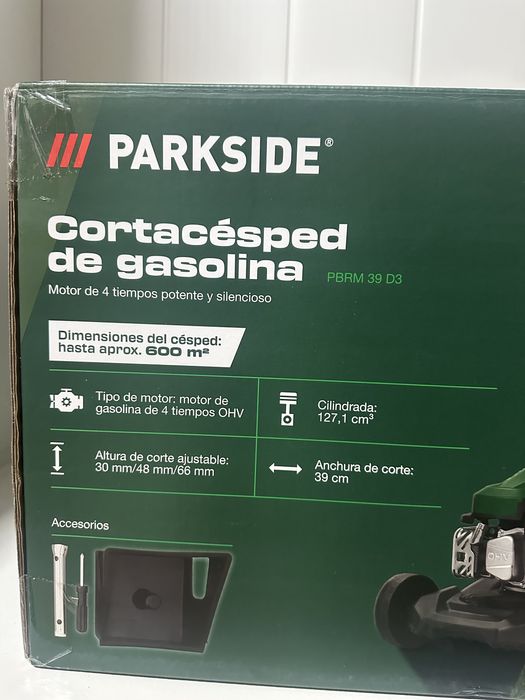 PARKSIDE®
Cortacésped
de gasolina PBRM 39 D3
Motor de 4 tiempos potente y silencioso
Dimensiones del césped:
hasta aprox. 600 m²
Tipo de motor: motor de
gasolina de 4 tiempos OHV
Cilindrada:
127,1 cm³
Altura de corte ajustable:
30 mm/48 mm/66 mm
Anchura de corte:
39 cm
Accesorios
OHV